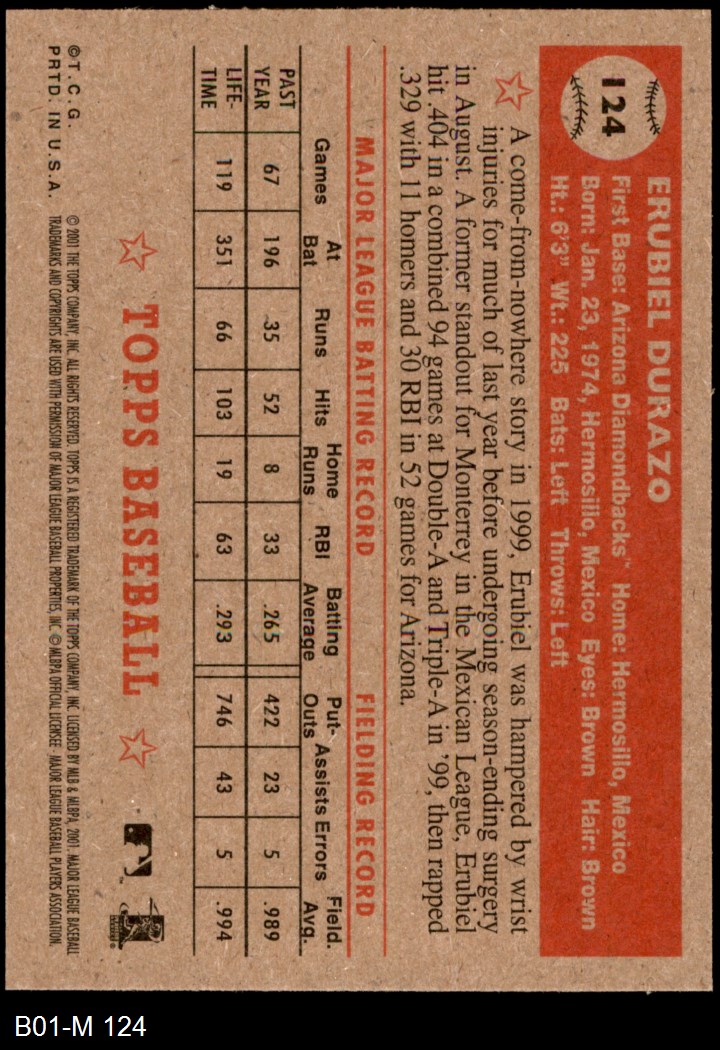 124
ERUBIEL DURAZO
First Base: Arizona Diamondbacks™ Home: Hermosillo, Mexico
Born: Jan. 23, 1974, Hermosillo, Mexico Eyes: Brown Hair: Brown
Ht.: 6'3" Wt.: 225 Bats: Left Throws: Left
A come-from-nowhere story in 1999, Erubiel was hampered by wrist
injuries for much of last year before undergoing season-ending surgery
in August. A former standout for Monterrey in the Mexican League, Erubiel
hit .404 in a combined 94 games at Double-A and Triple-A in '99, then rapped
.329 with 11 homers and 30 RBI in 52 games for Arizona.
MAJOR LEAGUE BATTING RECORD FIELDING RECORD
Games At Bat Runs Hits Home Runs RBI Batting Average Put-Outs Assists Errors Field. Avg.
PAST YEAR 67 196 35 52 8 33 .265 422 23 5 .989
LIFE-TIME 119 351 66 103 19 63 .293 746 43 5 .994
TOPPS BASEBALL
©T.C.G.
PRTD. IN U.S.A.
© 2001 THE TOPPS COMPANY, INC. ALL RIGHTS RESERVED. TOPPS IS A REGISTERED TRADEMARK OF THE TOPPS COMPANY, INC. LICENSED BY MLB & MLBPA, 2001. MAJOR LEAGUE BASEBALL
TRADEMARKS AND COPYRIGHTS ARE USED WITH PERMISSION OF MAJOR LEAGUE BASEBALL PROPERTIES, INC. © MLBPA OFFICIAL LICENSEE - MAJOR LEAGUE BASEBALL PLAYERS ASSOCIATION.
B01-M 124